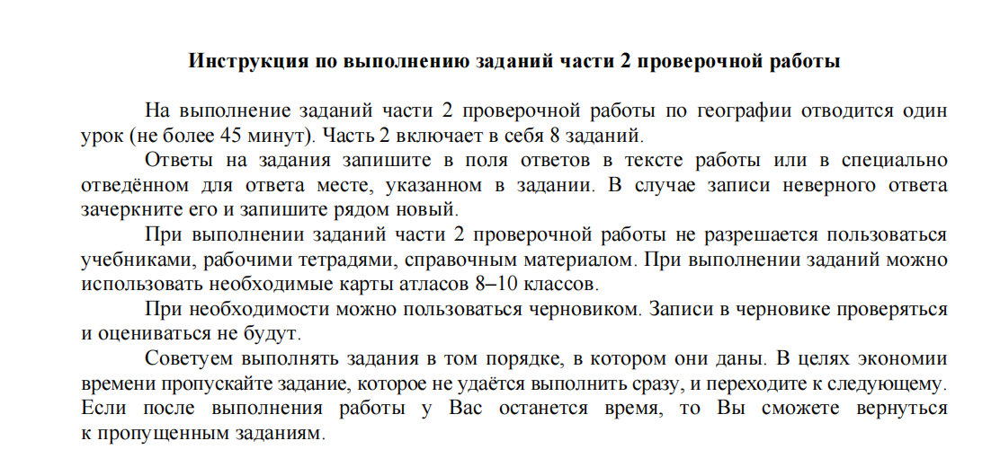 Инструкция по выполнению заданий части 2 проверочной работы
На выполнение заданий части 2 проверочной работы по географии отводится один
урок (не более 45 минут). Часть 2 включает в себя 8 заданий.
Ответы на задания запишите в поля ответов в тексте работы или в специально
отведённом для ответа месте, указанном в задании. В случае записи неверного ответа
зачеркните его и запишите рядом новый.
При выполнении заданий части 2 проверочной работы не разрешается пользоваться
учебниками, рабочими тетрадями, справочным материалом. При выполнении заданий можно
использовать необходимые карты атласов 8–10 классов.
При необходимости можно пользоваться черновиком. Записи в черновике проверяться
и оцениваться не будут.
Советуем выполнять задания в том порядке, в котором они даны. В целях экономии
времени пропускайте задание, которое не удаётся выполнить сразу, и переходите к следующему.
Если после выполнения работы у Вас останется время, то Вы сможете вернуться
к пропущенным заданиям.